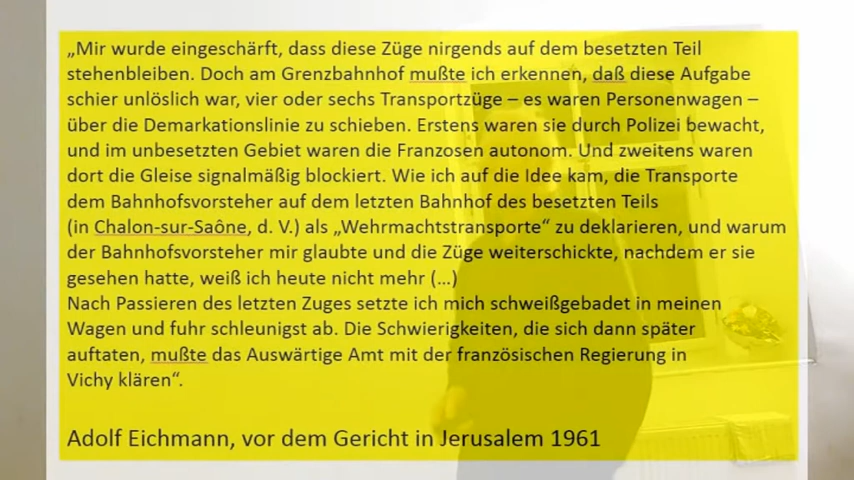 „Mir wurde eingeschärft, dass diese Züge nirgends auf dem besetzten Teil
stehenbleiben. Doch am Grenzbahnhof mußte ich erkennen, daß diese Aufgabe
schier unlöslich war, vier oder sechs Transportzüge – es waren Personenwagen –
über die Demarkationslinie zu schieben. Erstens waren sie durch Polizei bewacht,
und im unbesetzten Gebiet waren die Franzosen autonom. Und zweitens waren
dort die Gleise signalmäßig blockiert. Wie ich auf die Idee kam, die Transporte
dem Bahnhofsvorsteher auf dem letzten Bahnhof des besetzten Teils
(in Chalon-sur-Saône, d. V.) als „Wehrmachtstransporte“ zu deklarieren, und warum
der Bahnhofsvorsteher mir glaubte und die Züge weiterschickte, nachdem er sie
gesehen hatte, weiß ich heute nicht mehr (...)
Nach Passieren des letzten Zuges setzte ich mich schweißgebadet in meinen
Wagen und fuhr schleunigst ab. Die Schwierigkeiten, die sich dann später
auftaten, mußte das Auswärtige Amt mit der französischen Regierung in
Vichy klären“.
Adolf Eichmann, vor dem Gericht in Jerusalem 1961